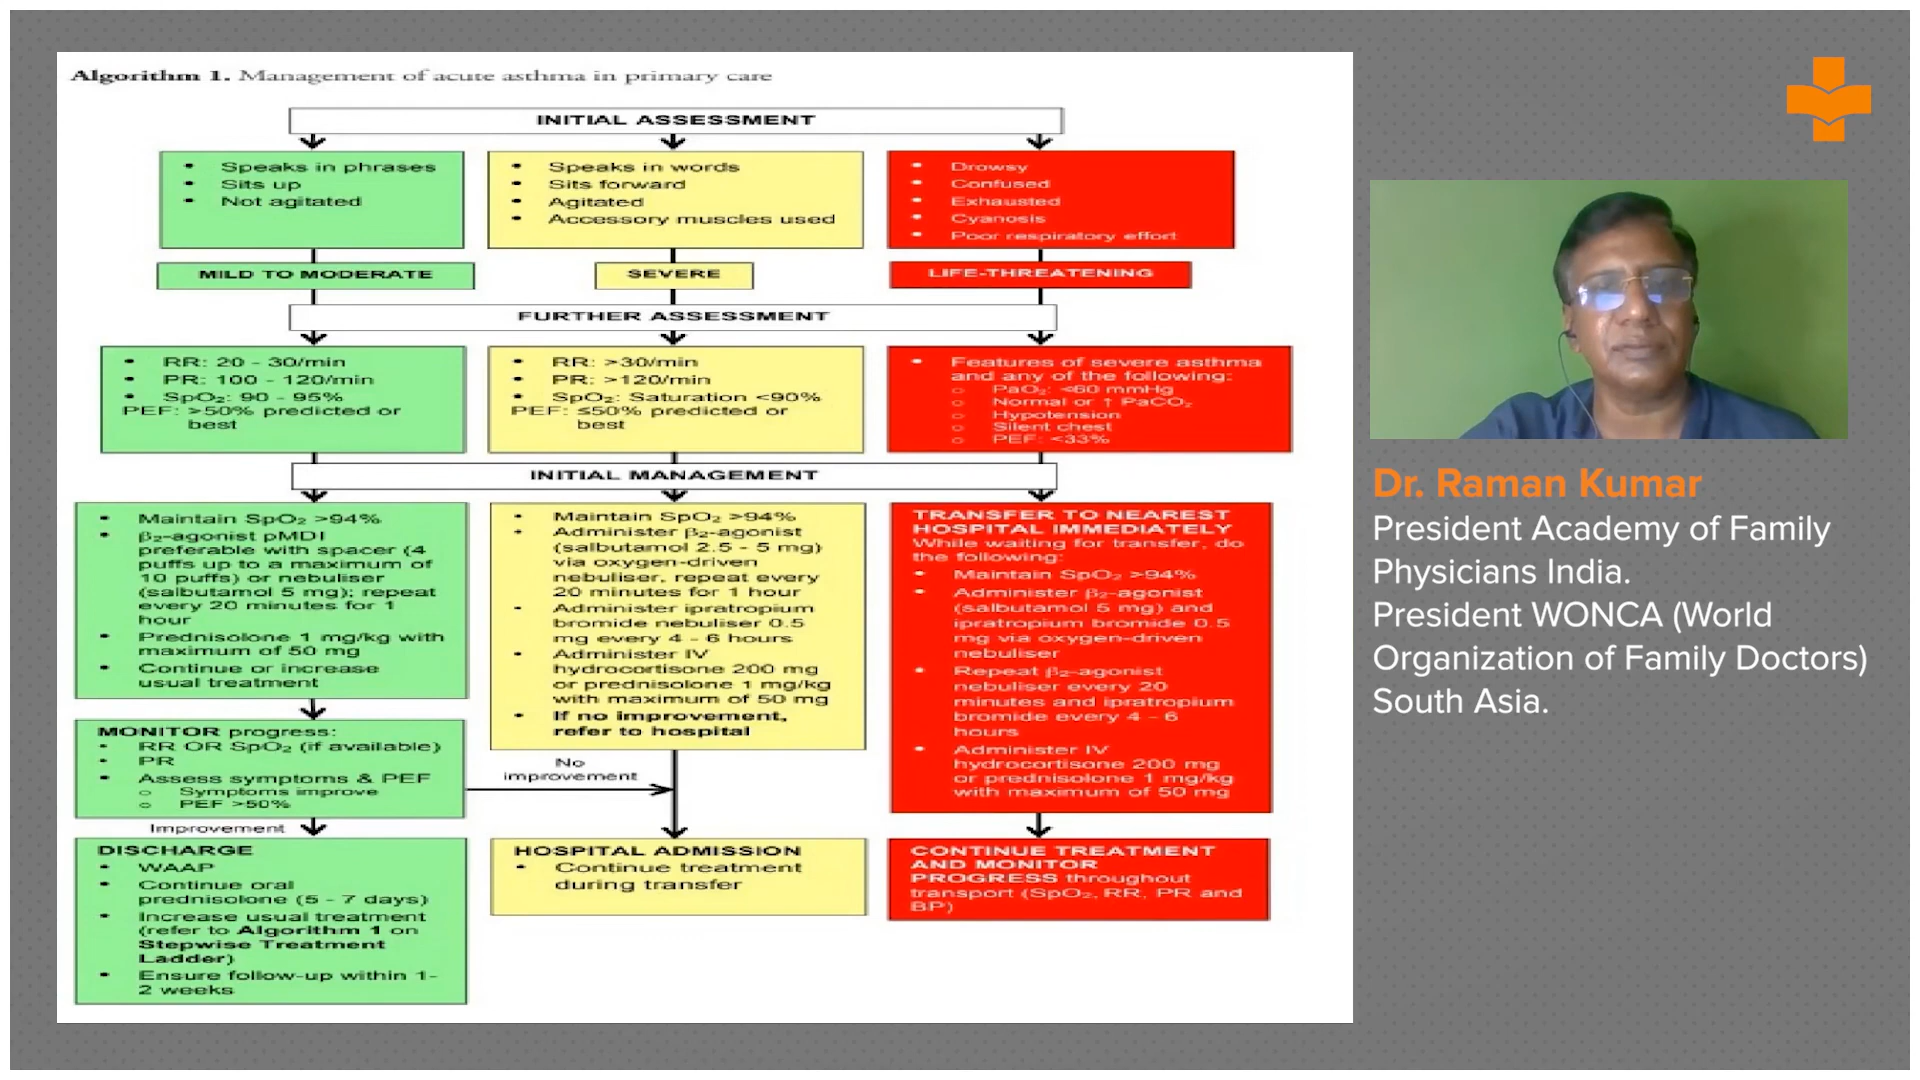 Algorithm 1. Management of acute asthma in primary care
INITIAL ASSESSMENT
• Speaks in phrases
• Sits up
• Not agitated
• Speaks in words
• Sits forward
• Agitated
• Accessory muscles used
• Drowsy
• Confused
• Exhausted
• Cyanosis
• Poor respiratory effort
MILD TO MODERATE
SEVERE
LIFE-THREATENING
FURTHER ASSESSMENT
• RR: 20 - 30/min
• PR: 100 - 120/min
• SpO₂: 90 - 95%
PEF: >50% predicted or
best
• RR: >30/min
• PR: >120/min
• SpO₂: Saturation <90%
PEF: ≤50% predicted or
best
• Features of severe asthma
and any of the following:
○ PaO₂: <60 mmHg
○ Normal or ↑ PaCO₂
○ Hypotension
○ Silent chest
○ PEF: <33%
INITIAL MANAGEMENT
• Maintain SpO₂ >94%
• β₂-agonist pMDI
preferable with spacer (4
puffs up to a maximum of
10 puffs) or nebuliser
(salbutamol 5 mg); repeat
every 20 minutes for 1
hour
• Prednisolone 1 mg/kg with
maximum of 50 mg
• Continue or increase
usual treatment
• Maintain SpO₂ >94%
• Administer β₂-agonist
(salbutamol 2.5 - 5 mg)
via oxygen-driven
nebuliser, repeat every
20 minutes for 1 hour
• Administer ipratropium
bromide nebuliser 0.5
mg every 4 - 6 hours
• Administer IV
hydrocortisone 200 mg
or prednisolone 1 mg/kg
with maximum of 50 mg
• If no improvement,
refer to hospital
TRANSFER TO NEAREST
HOSPITAL IMMEDIATELY
While waiting for transfer, do
the following:
• Maintain SpO₂ >94%
• Administer β₂-agonist
(salbutamol 5 mg) and
ipratropium bromide 0.5
mg via oxygen-driven
nebuliser
• Repeat β₂-agonist
nebuliser every 20
minutes and ipratropium
bromide every 4 - 6
hours
• Administer IV
hydrocortisone 200 mg
or prednisolone 1 mg/kg
with maximum of 50 mg
MONITOR progress:
• RR OR SpO₂ (if available)
• PR
• Assess symptoms & PEF
○ Symptoms improve
○ PEF >50%
No
improvement
Improvement
DISCHARGE
• WAAP
• Continue oral
prednisolone (5 - 7 days)
• Increase usual treatment
(refer to Algorithm 1 on
Stepwise Treatment
Ladder)
• Ensure follow-up within 1-
2 weeks
HOSPITAL ADMISSION
• Continue treatment
during transfer
CONTINUE TREATMENT
AND MONITOR
PROGRESS throughout
transport (SpO₂, RR, PR and
BP)
Dr. Raman Kumar
President Academy of Family
Physicians India.
President WONCA (World
Organization of Family Doctors)
South Asia.